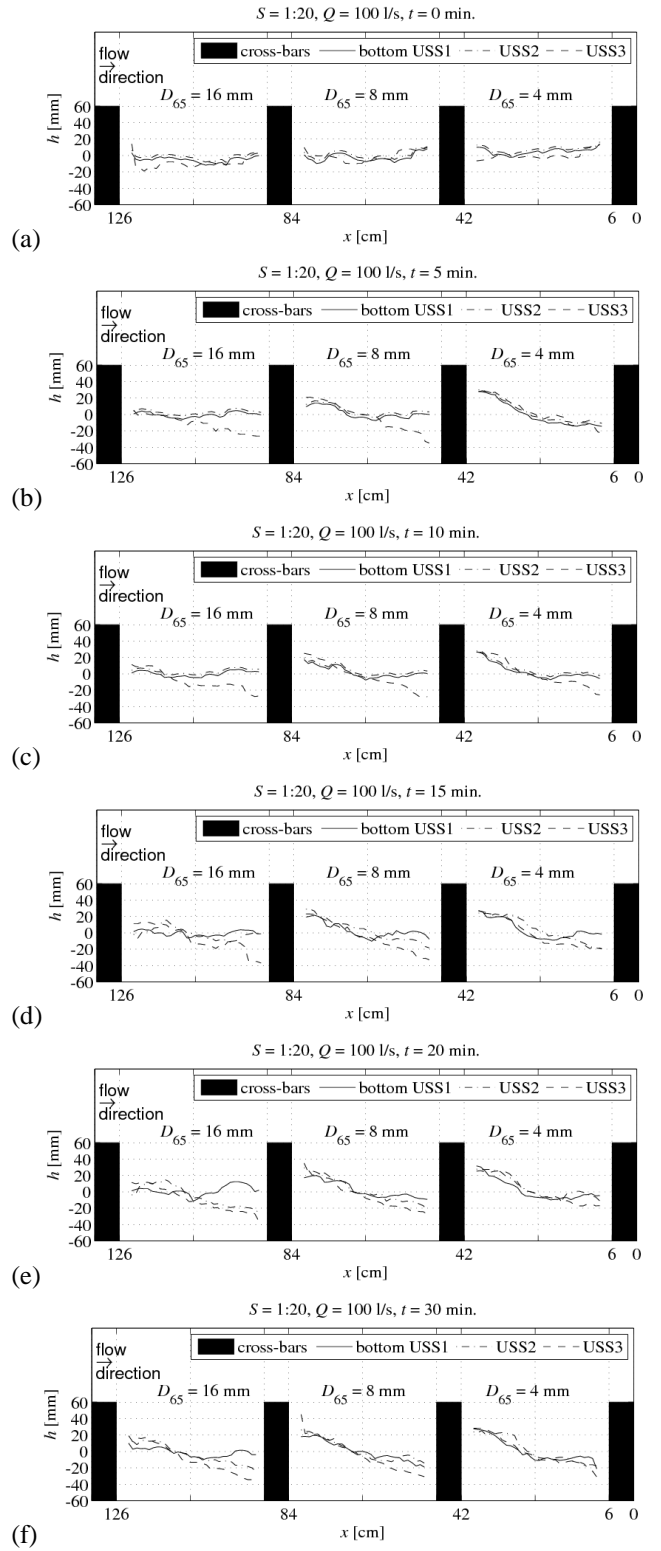 S = 1:20, Q = 100 l/s, t = 0 min.
flow
→
direction
cross-bars bottom USS1 USS2 USS3
D65 = 16 mm D65 = 8 mm D65 = 4 mm
h [mm]
60
40
20
0
-20
-40
-60
126 84 42 6 0
x [cm]
(a)
S = 1:20, Q = 100 l/s, t = 5 min.
flow
→
direction
cross-bars bottom USS1 USS2 USS3
D65 = 16 mm D65 = 8 mm D65 = 4 mm
h [mm]
60
40
20
0
-20
-40
-60
126 84 42 6 0
x [cm]
(b)
S = 1:20, Q = 100 l/s, t = 10 min.
flow
→
direction
cross-bars bottom USS1 USS2 USS3
D65 = 16 mm D65 = 8 mm D65 = 4 mm
h [mm]
60
40
20
0
-20
-40
-60
126 84 42 6 0
x [cm]
(c)
S = 1:20, Q = 100 l/s, t = 15 min.
flow
→
direction
cross-bars bottom USS1 USS2 USS3
D65 = 16 mm D65 = 8 mm D65 = 4 mm
h [mm]
60
40
20
0
-20
-40
-60
126 84 42 6 0
x [cm]
(d)
S = 1:20, Q = 100 l/s, t = 20 min.
flow
→
direction
cross-bars bottom USS1 USS2 USS3
D65 = 16 mm D65 = 8 mm D65 = 4 mm
h [mm]
60
40
20
0
-20
-40
-60
126 84 42 6 0
x [cm]
(e)
S = 1:20, Q = 100 l/s, t = 30 min.
flow
→
direction
cross-bars bottom USS1 USS2 USS3
D65 = 16 mm D65 = 8 mm D65 = 4 mm
h [mm]
60
40
20
0
-20
-40
-60
126 84 42 6 0
x [cm]
(f)